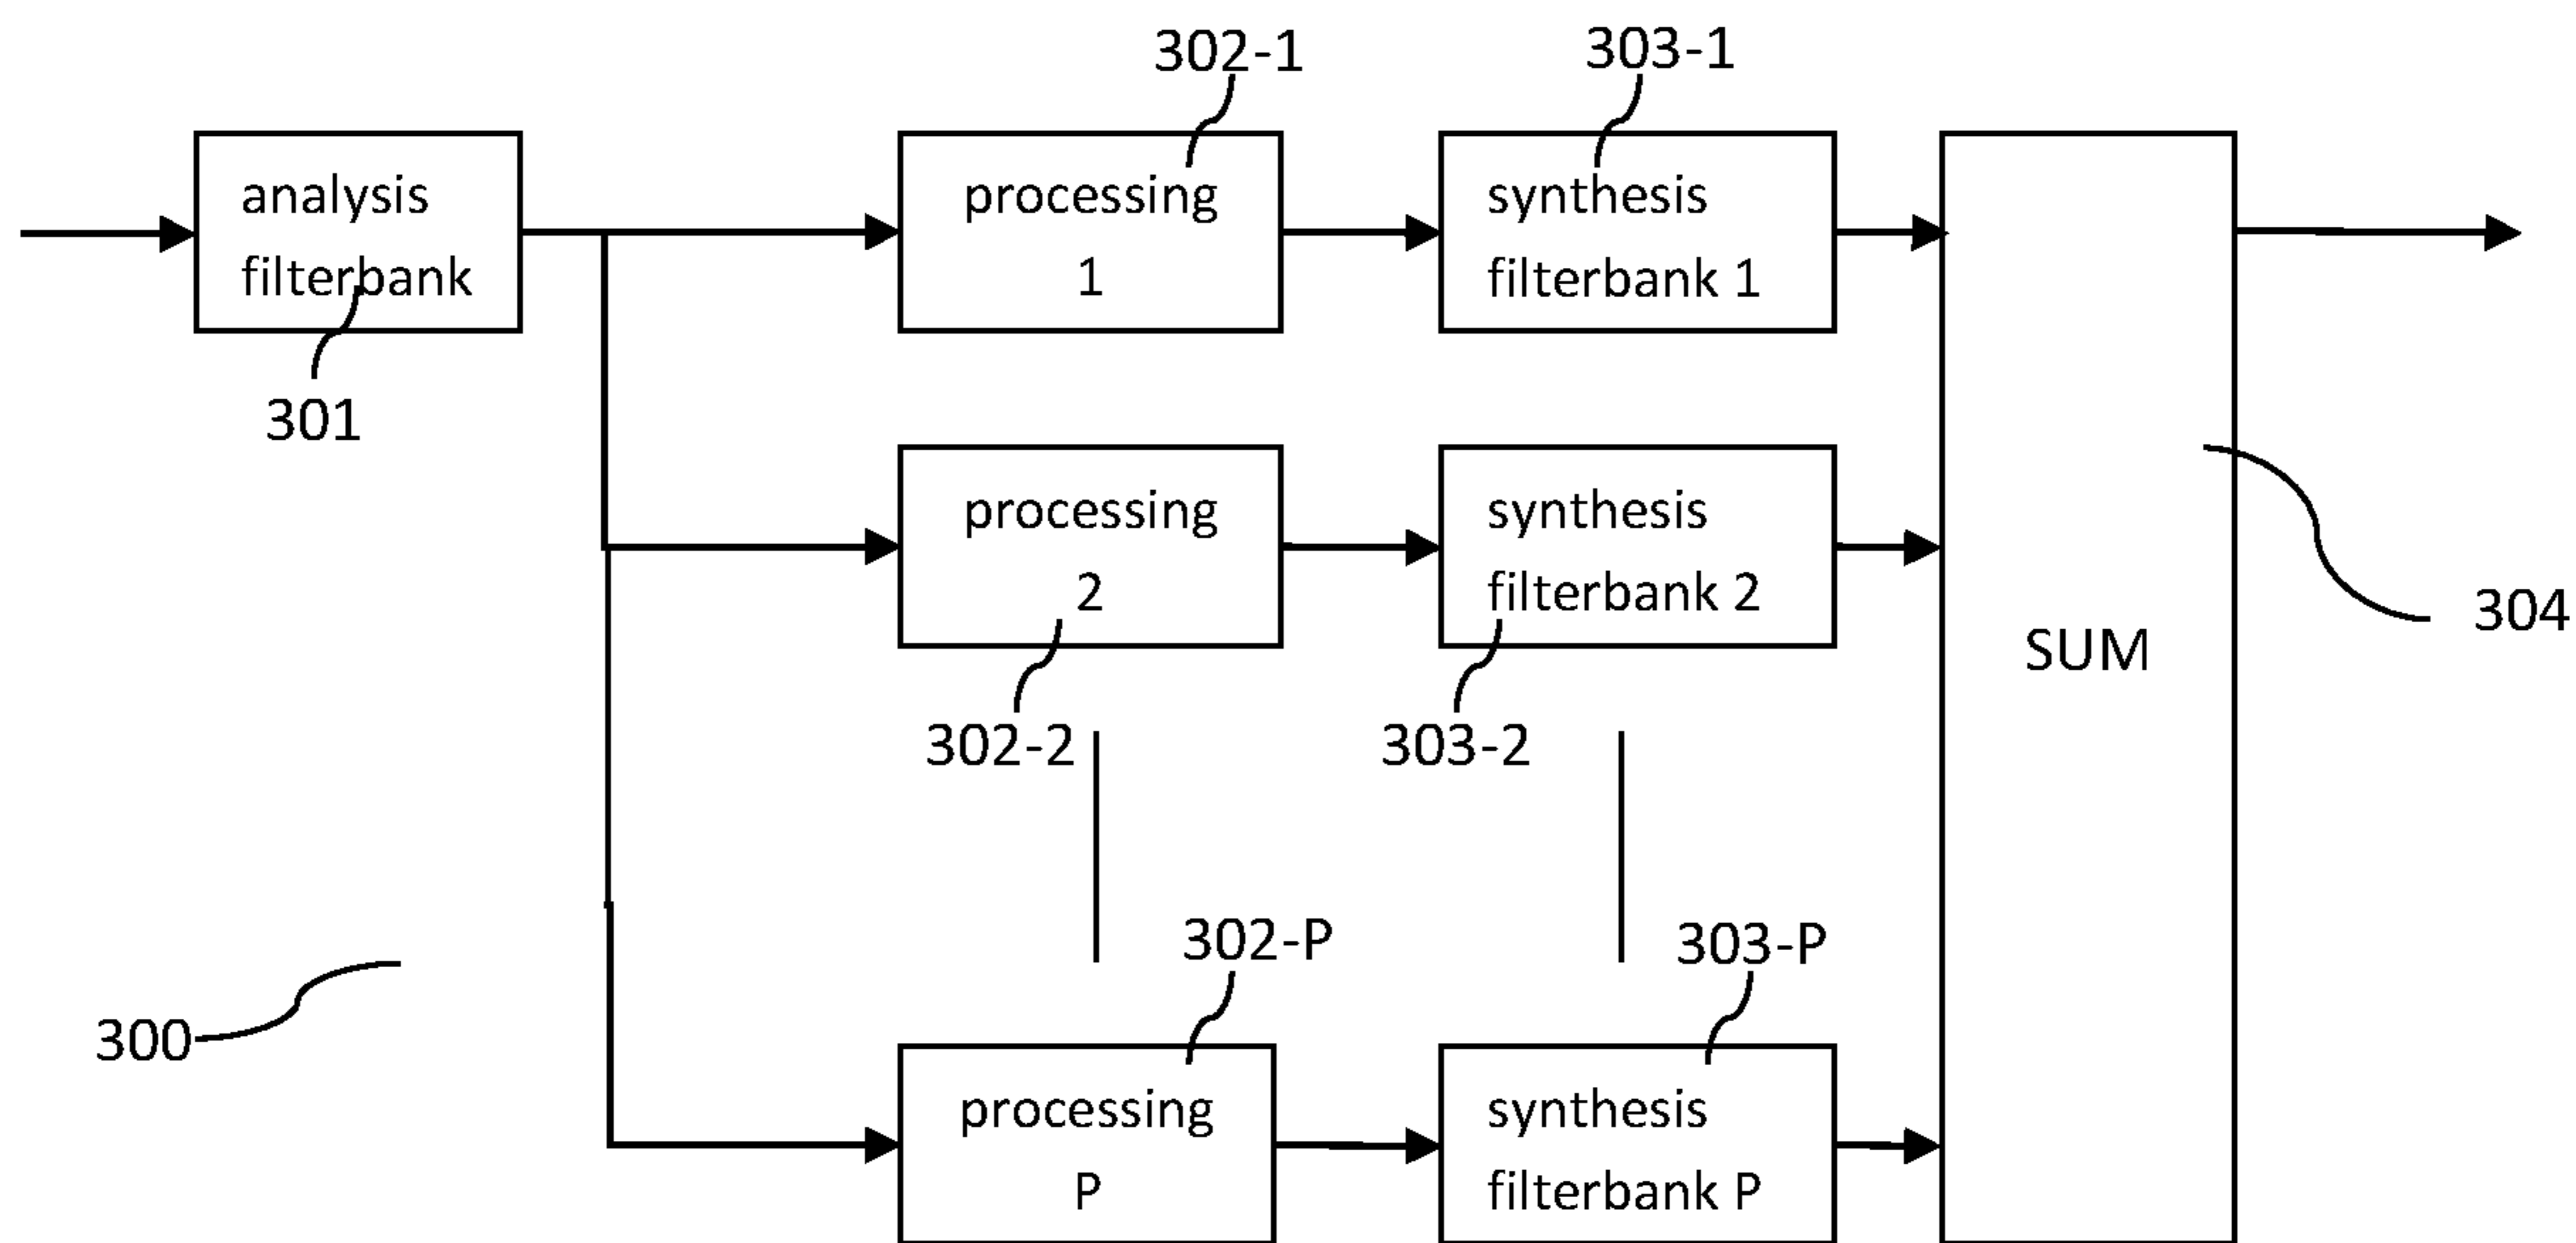 302-1
303-1
analysis
filterbank
processing
1
synthesis
filterbank 1
301
processing
2
synthesis
filterbank 2
304
SUM
302-2
303-2
302-P
303-P
300
processing
P
synthesis
filterbank P